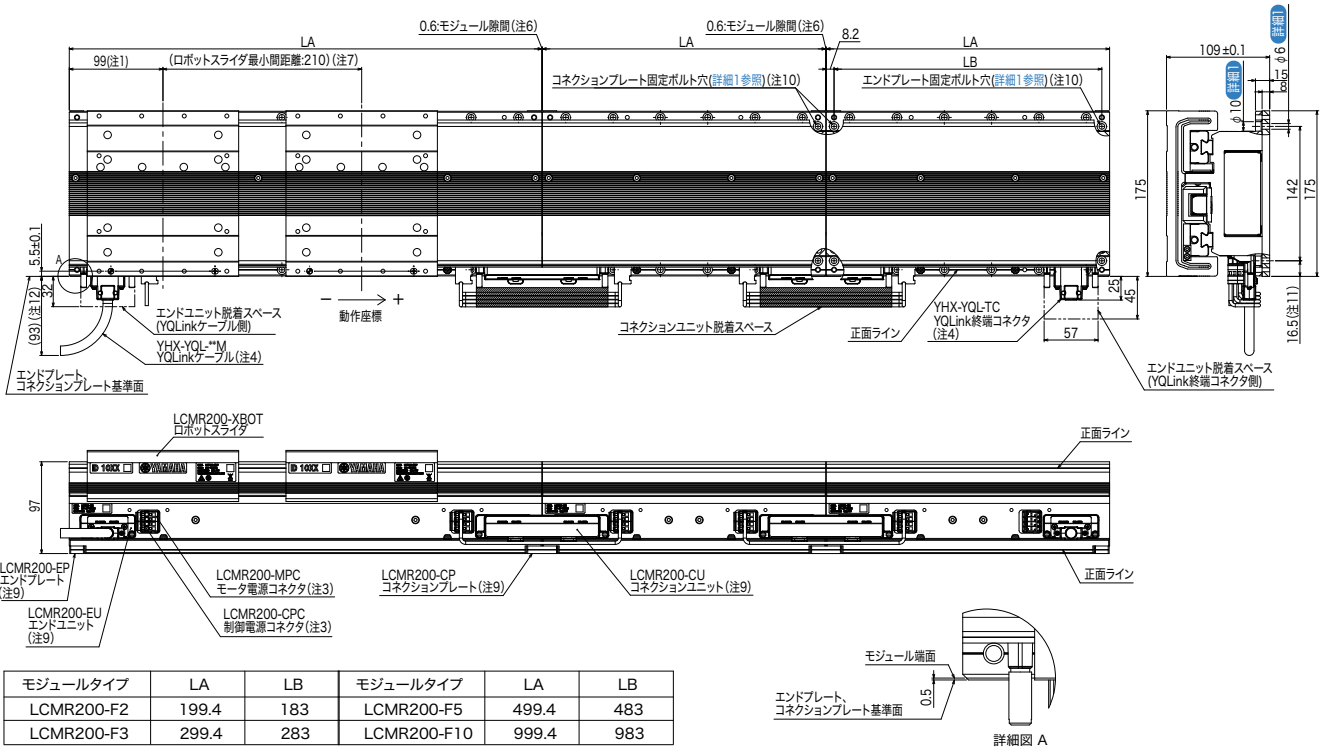 0.6:モジュール隙間(注6)
0.6:モジュール隙間(注6)
8.2
LA
LA
LA
99(注1)
(ロボットスライダ最小間距離:210)(注7)
LB
コネクションプレート固定ボルト穴(詳細1参照)(注10)
エンドプレート固定ボルト穴(詳細1参照)(注10)
109±0.1
詳細1
φ6
15
8
詳細1
φ10
175
142
175
16.5(注11)
5.5±0.1
A
32
(93)(注12)
エンドユニット脱着スペース
(YQLinkケーブル側)
YHX-YQL-**M
YQLinkケーブル(注4)
エンドプレート、
コネクションプレート基準面
− +
動作座標
コネクションユニット脱着スペース
正面ライン
YHX-YQL-TC
YQLink終端コネクタ
(注4)
25
45
57
エンドユニット脱着スペース
(YQLink終端コネクタ側)
LCMR200-XBOT
ロボットスライダ
正面ライン
ID 10XX YAMAHA
ID 10XX YAMAHA
97
LCMR200-EP
エンドプレート
(注9)
LCMR200-EU
エンドユニット
(注9)
LCMR200-MPC
モータ電源コネクタ(注3)
LCMR200-CPC
制御電源コネクタ(注3)
LCMR200-CP
コネクションプレート(注9)
LCMR200-CU
コネクションユニット(注9)
正面ライン
モジュール端面
エンドプレート、
コネクションプレート基準面
0.5
詳細図 A
モジュールタイプ LA LB モジュールタイプ LA LB
LCMR200-F2 199.4 183 LCMR200-F5 499.4 483
LCMR200-F3 299.4 283 LCMR200-F10 999.4 983